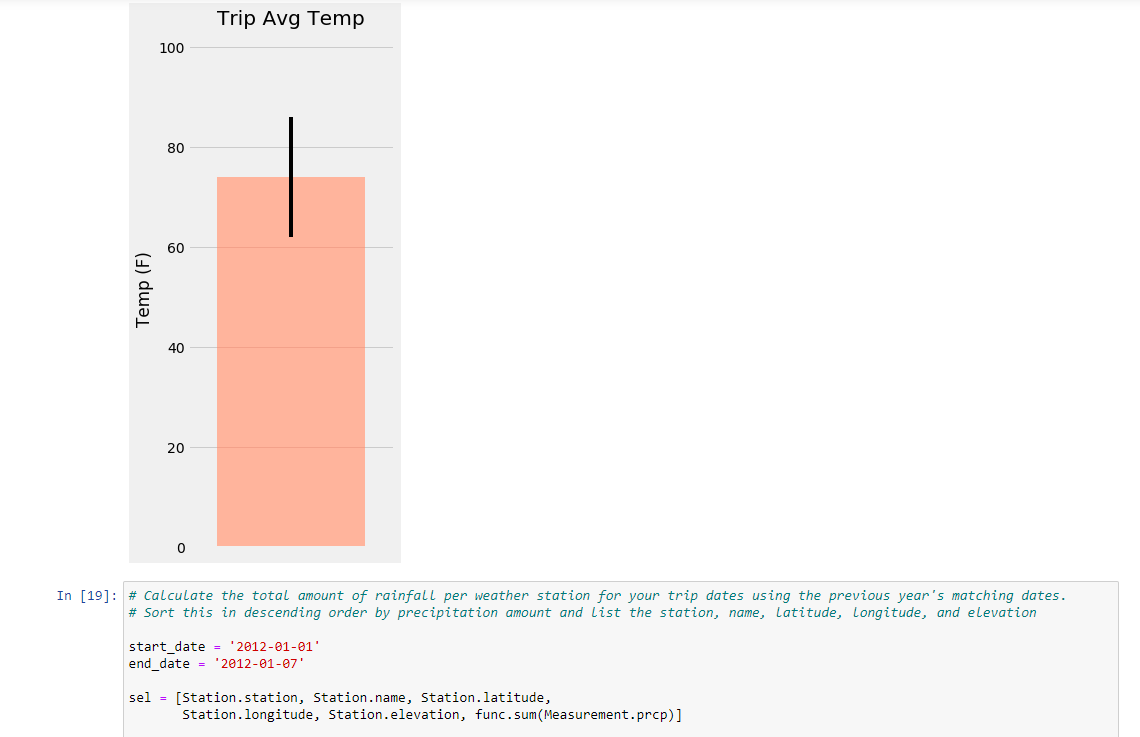 Trip Avg Temp
100
80
60
40
20
0
Temp (F)
In [19]:
# Calculate the total amount of rainfall per weather station for your trip dates using the previous year's matching dates.
# Sort this in descending order by precipitation amount and list the station, name, latitude, longitude, and elevation
start_date = '2012-01-01'
end_date = '2012-01-07'
sel = [Station.station, Station.name, Station.latitude,
Station.longitude, Station.elevation, func.sum(Measurement.prcp)]